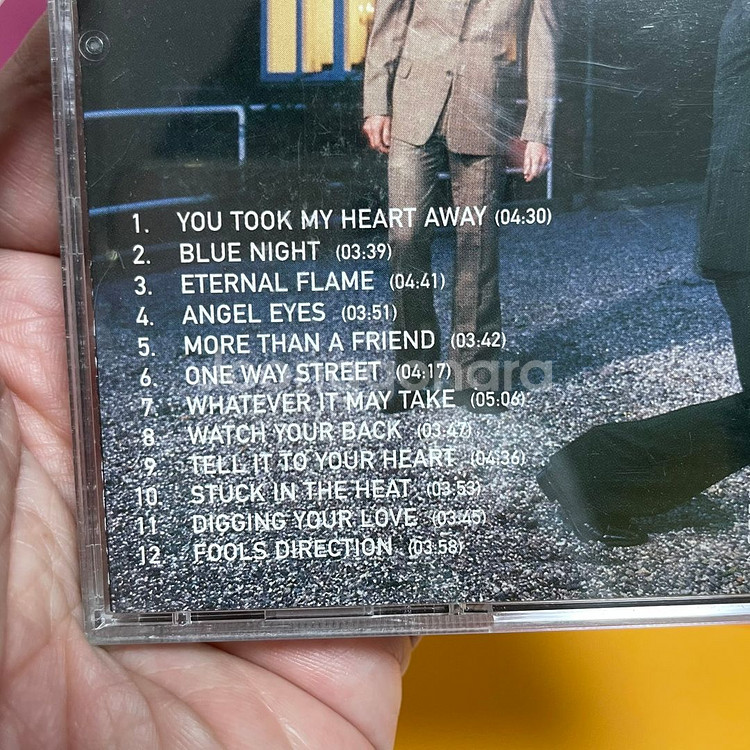 1. YOU TOOK MY HEART AWAY (04:30)
2. BLUE NIGHT (03:39)
3. ETERNAL FLAME (04:41)
4. ANGEL EYES (03:51)
5. MORE THAN A FRIEND (03:42)
6. ONE WAY STREET (04:17)
7. WHATEVER IT MAY TAKE (05:06)
8 WATCH YOUR BACK (03:47)
9 TELL IT TO YOUR HEART (04:36)
10 STUCK IN THE HEAT (03:53)
11 DIGGING YOUR LOVE (03:45)
12 FOOLS DIRECTION (03:58)